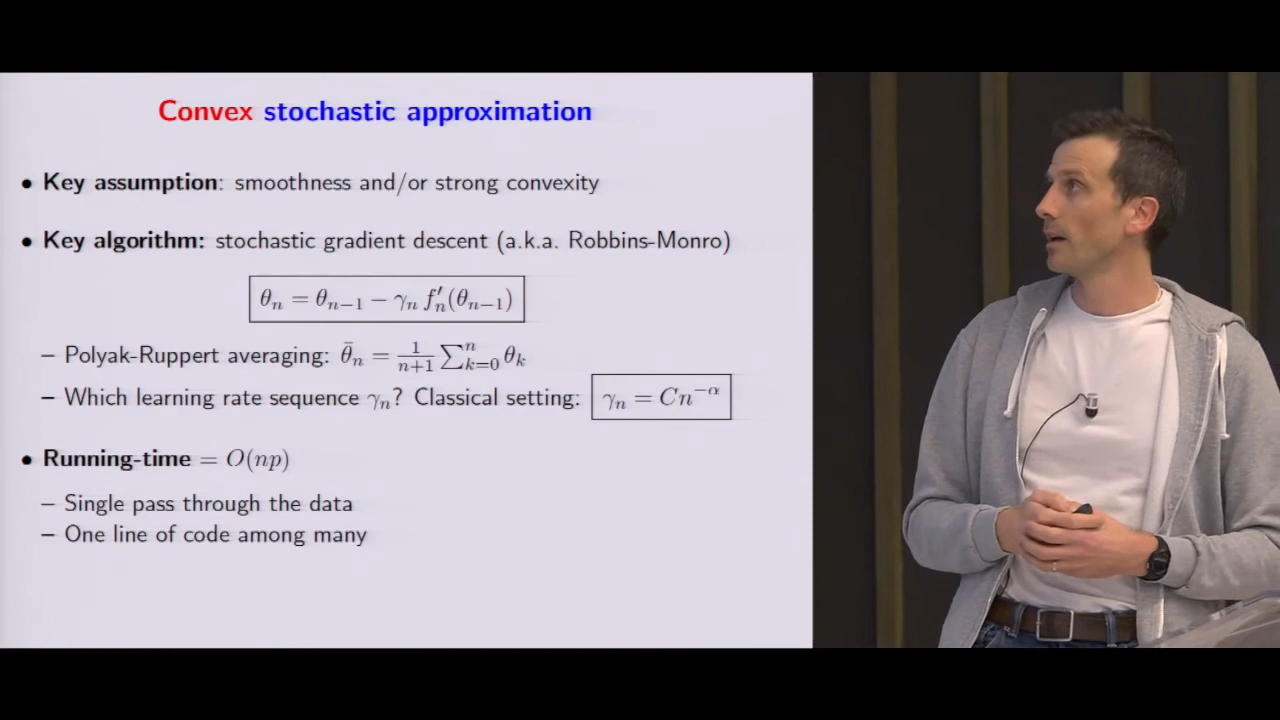 Convex stochastic approximation
• Key assumption: smoothness and/or strong convexity
• Key algorithm: stochastic gradient descent (a.k.a. Robbins-Monro)
θₙ = θₙ₋₁ − γₙ f′ₙ(θₙ₋₁)
– Polyak-Ruppert averaging: θ̄ₙ = 1/(n+1) ∑ⁿₖ₌₀ θₖ
– Which learning rate sequence γₙ? Classical setting: γₙ = Cn^{−α}
• Running-time = O(np)
– Single pass through the data
– One line of code among many